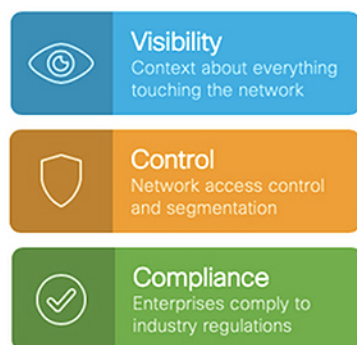 Visibility
Context about everything
touching the network
Control
Network access control
and segmentation
Compliance
Enterprises comply to
industry regulations